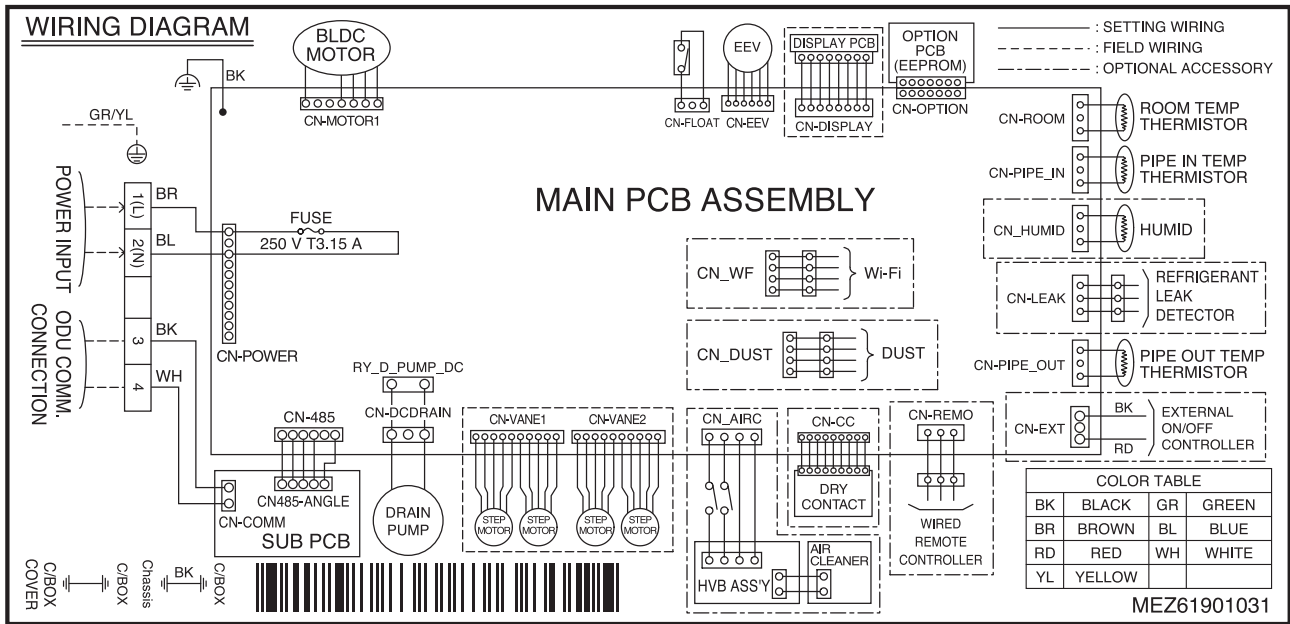 WIRING DIAGRAM
BLDC
MOTOR
BK
CN-MOTOR1
EEV
CN-FLOAT
CN-EEV
DISPLAY PCB
CN-DISPLAY
OPTION
PCB
(EEPROM)
CN-OPTION
: SETTING WIRING
: FIELD WIRING
: OPTIONAL ACCESSORY
GR/YL
POWER INPUT
1(L)
BR
2(N)
BL
FUSE
250 V T3.15 A
CN-POWER
ODU COMM.
CONNECTION
3
BK
4
WH
MAIN PCB ASSEMBLY
CN-ROOM
ROOM TEMP
THERMISTOR
CN-PIPE_IN
PIPE IN TEMP
THERMISTOR
CN_HUMID
HUMID
CN-LEAK
REFRIGERANT
LEAK
DETECTOR
CN-PIPE_OUT
PIPE OUT TEMP
THERMISTOR
CN-EXT
BK
RD
EXTERNAL
ON/OFF
CONTROLLER
CN_WF
Wi-Fi
CN_DUST
DUST
RY_D_PUMP_DC
CN-DCDRAIN
DRAIN
PUMP
CN-485
CN485-ANGLE
CN-COMM
SUB PCB
CN-VANE1
CN-VANE2
STEP
MOTOR
STEP
MOTOR
STEP
MOTOR
STEP
MOTOR
CN_AIRC
HVB ASS'Y
AIR
CLEANER
CN-CC
DRY
CONTACT
CN-REMO
WIRED
REMOTE
CONTROLLER
C/BOX
COVER
C/BOX
Chassis
BK
C/BOX
COLOR TABLE
BK BLACK GR GREEN
BR BROWN BL BLUE
RD RED WH WHITE
YL YELLOW
MEZ61901031